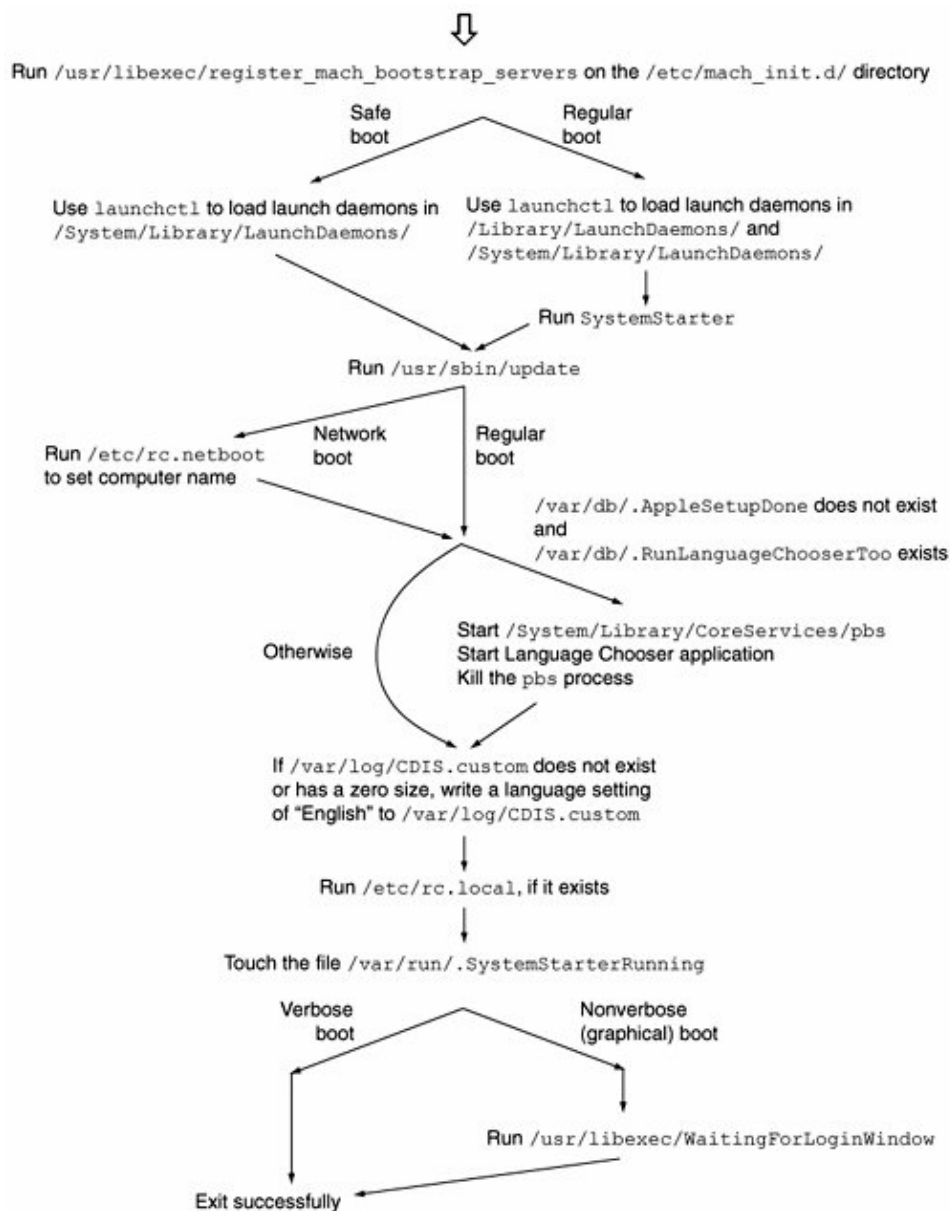 Run /usr/libexec/register_mach_bootstrap_servers on the /etc/mach_init.d/ directory
Safe
boot
Regular
boot
Use launchctl to load launch daemons in
/System/Library/LaunchDaemons/
Use launchctl to load launch daemons in
/Library/LaunchDaemons/ and
/System/Library/LaunchDaemons/
Run SystemStarter
Run /usr/sbin/update
Network
boot
Regular
boot
Run /etc/rc.netboot
to set computer name
/var/db/.AppleSetupDone does not exist
and
/var/db/.RunLanguageChooserToo exists
Otherwise
Start /System/Library/CoreServices/pbs
Start Language Chooser application
Kill the pbs process
If /var/log/CDIS.custom does not exist
or has a zero size, write a language setting
of “English” to /var/log/CDIS.custom
Run /etc/rc.local, if it exists
Touch the file /var/run/.SystemStarterRunning
Verbose
boot
Nonverbose
(graphical) boot
Run /usr/libexec/WaitingForLoginWindow
Exit successfully